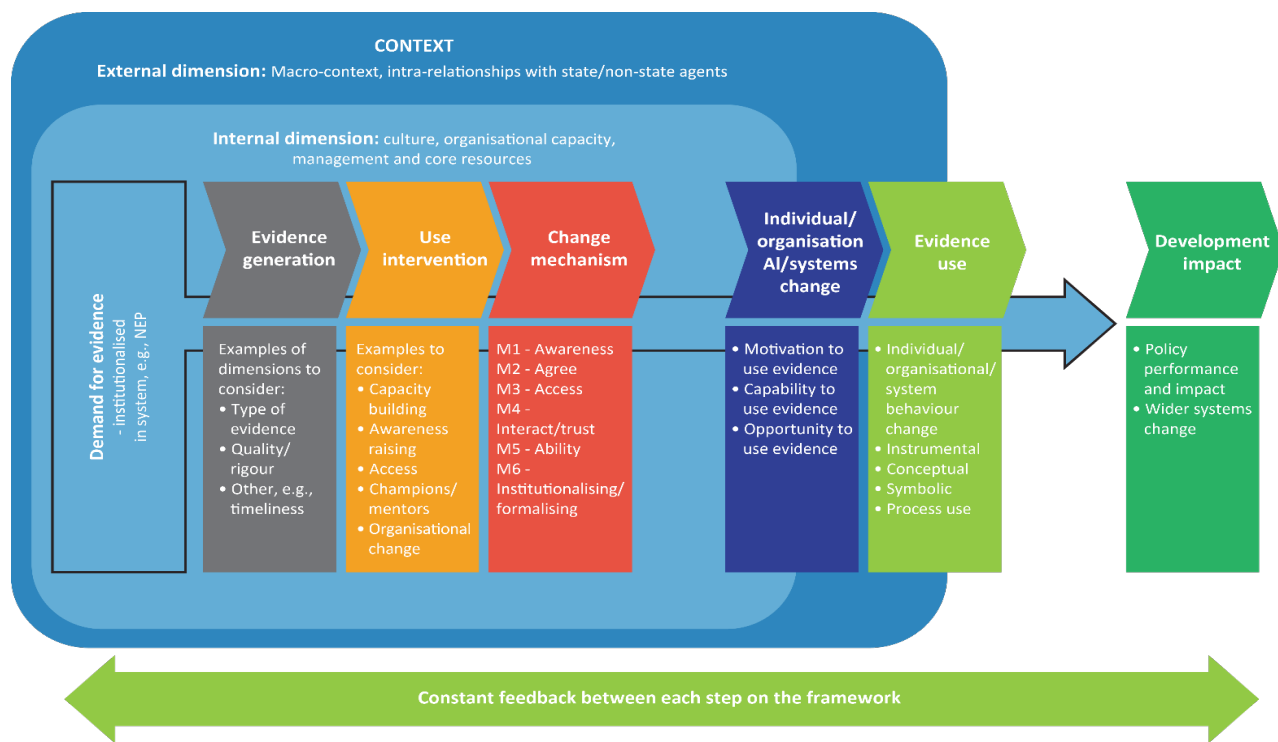 CONTEXT
External dimension: Macro-context, intra-relationships with state/non-state agents
Internal dimension: culture, organisational capacity,
management and core resources
Demand for evidence
- institutionalised
in system, e.g., NEP
Evidence
generation
Use
intervention
Change
mechanism
Individual/
organisation
Al/systems
change
Evidence
use
Development
impact
Examples of
dimensions to
consider:
• Type of
evidence
• Quality/
rigour
• Other, e.g.,
timeliness
Examples to
consider:
• Capacity
building
• Awareness
raising
• Access
• Champions/
mentors
• Organisational
change
M1 - Awareness
M2 - Agree
M3 - Access
M4 -
Interact/trust
M5 - Ability
M6 -
Institutionalising/
formalising
• Motivation to
use evidence
• Capability to
use evidence
• Opportunity to
use evidence
• Individual/
organisational/
system
behaviour
change
• Instrumental
• Conceptual
• Symbolic
• Process use
• Policy
performance
and impact
• Wider systems
change
Constant feedback between each step on the framework